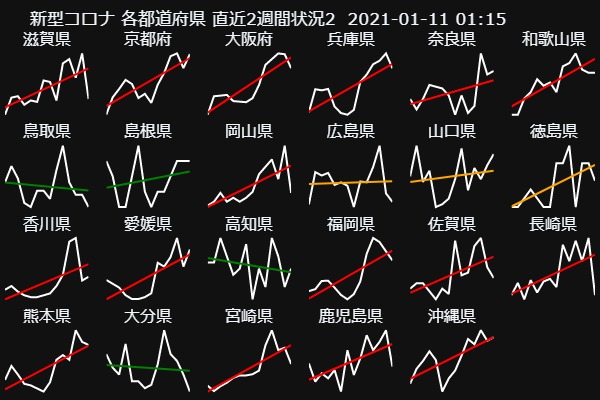 新型コロナ 各都道府県 直近2週間状況2 2021-01-11 01:15
滋賀県 京都府 大阪府 兵庫県 奈良県 和歌山県
鳥取県 島根県 岡山県 広島県 山口県 徳島県
香川県 愛媛県 高知県 福岡県 佐賀県 長崎県
熊本県 大分県 宮崎県 鹿児島県 沖縄県